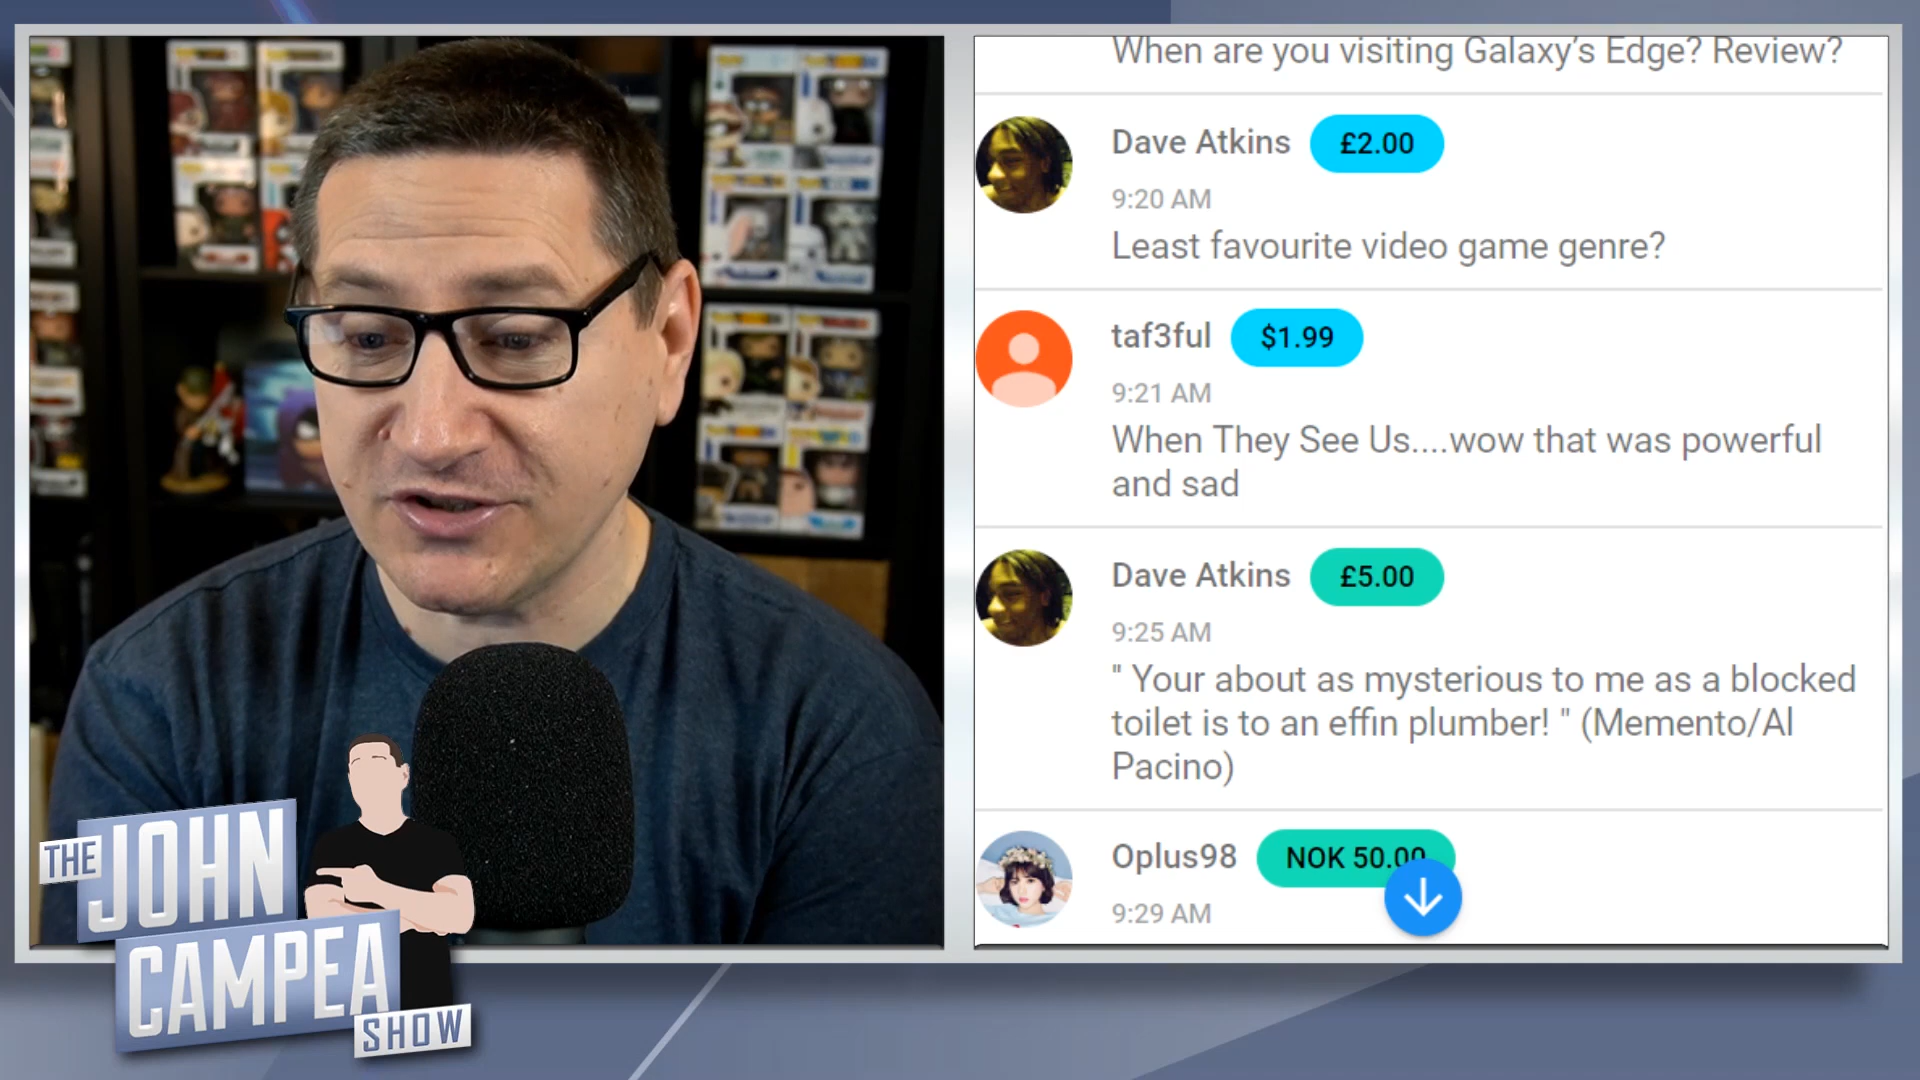 When are you visiting Galaxy's Edge? Review?
Dave Atkins £2.00
9:20 AM
Least favourite video game genre?
taf3ful $1.99
9:21 AM
When They See Us....wow that was powerful
and sad
Dave Atkins £5.00
9:25 AM
" Your about as mysterious to me as a blocked
toilet is to an effin plumber! " (Memento/Al
Pacino)
Oplus98 NOK 50.00
9:29 AM
THE
JOHN
CAMPEA
SHOW